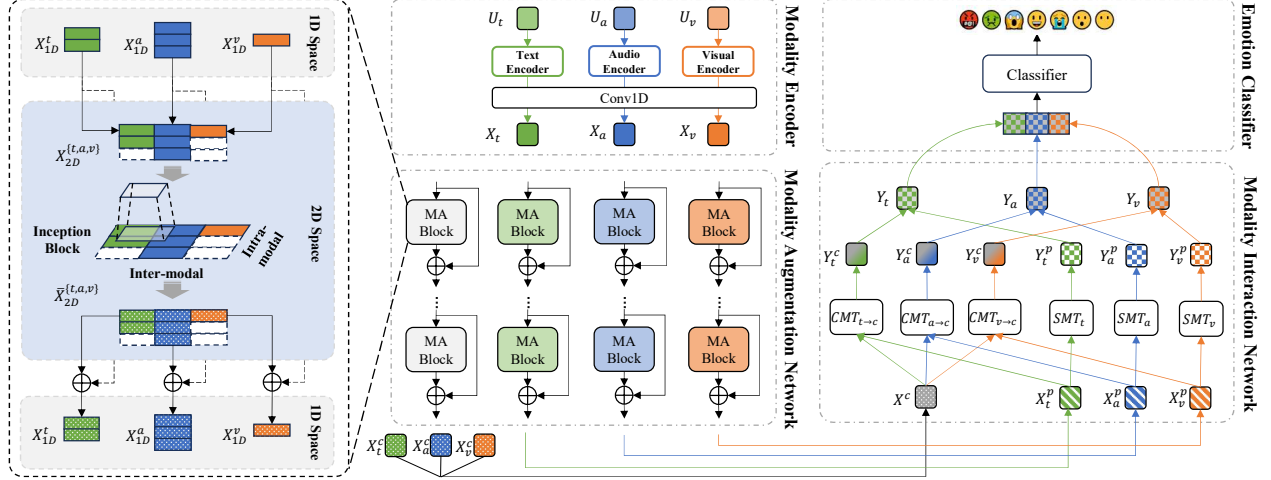 X^t_{1D}
X^a_{1D}
X^v_{1D}
1D Space
X^{{t,a,v}}_{2D}
Inception
Block
Inter-modal
Intra-
modal
2D Space
X̄^{{t,a,v}}_{2D}
X^t_{1D}
X^a_{1D}
X^v_{1D}
1D Space
U_t
U_a
U_v
Text
Encoder
Audio
Encoder
Visual
Encoder
Conv1D
X_t
X_a
X_v
Modality Encoder
MA
Block
MA
Block
MA
Block
MA
Block
MA
Block
MA
Block
MA
Block
MA
Block
Modality Augmentation Network
X^c_t
X^c_a
X^c_v
Classifier
Emotion Classifier
Y_t
Y_a
Y_v
Y^c_t
Y^c_a
Y^c_v
Y^p_t
Y^p_a
Y^p_v
CMT_{t→c}
CMT_{a→c}
CMT_{v→c}
SMT_t
SMT_a
SMT_v
X^c
X^p_t
X^p_a
X^p_v
Modality Interaction Network